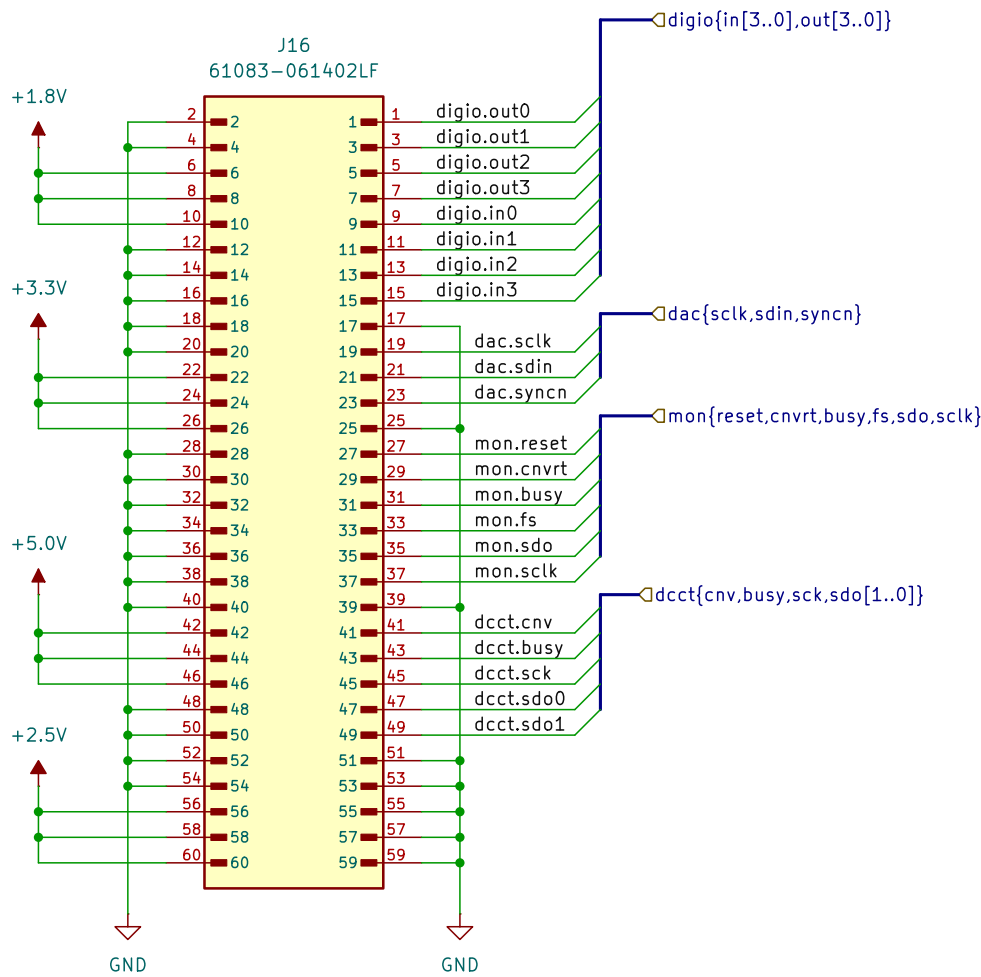 digio{in[3..0],out[3..0]}
J16
61083-061402LF
+1.8V
2 2 1 1 digio.out0
4 4 3 3 digio.out1
6 6 5 5 digio.out2
8 8 7 7 digio.out3
10 10 9 9 digio.in0
12 12 11 11 digio.in1
14 14 13 13 digio.in2
+3.3V
16 16 15 15 digio.in3
dac{sclk,sdin,syncn}
18 18 17 17
20 20 19 19 dac.sclk
22 22 21 21 dac.sdin
24 24 23 23 dac.syncn
mon{reset,cnvrt,busy,fs,sdo,sclk}
26 26 25 25
28 28 27 27 mon.reset
30 30 29 29 mon.cnvrt
32 32 31 31 mon.busy
34 34 33 33 mon.fs
+5.0V
36 36 35 35 mon.sdo
38 38 37 37 mon.sclk
dcct{cnv,busy,sck,sdo[1..0]}
40 40 39 39
42 42 41 41 dcct.cnv
44 44 43 43 dcct.busy
46 46 45 45 dcct.sck
48 48 47 47 dcct.sdo0
+2.5V
50 50 49 49 dcct.sdo1
52 52 51 51
54 54 53 53
56 56 55 55
58 58 57 57
60 60 59 59
GND
GND